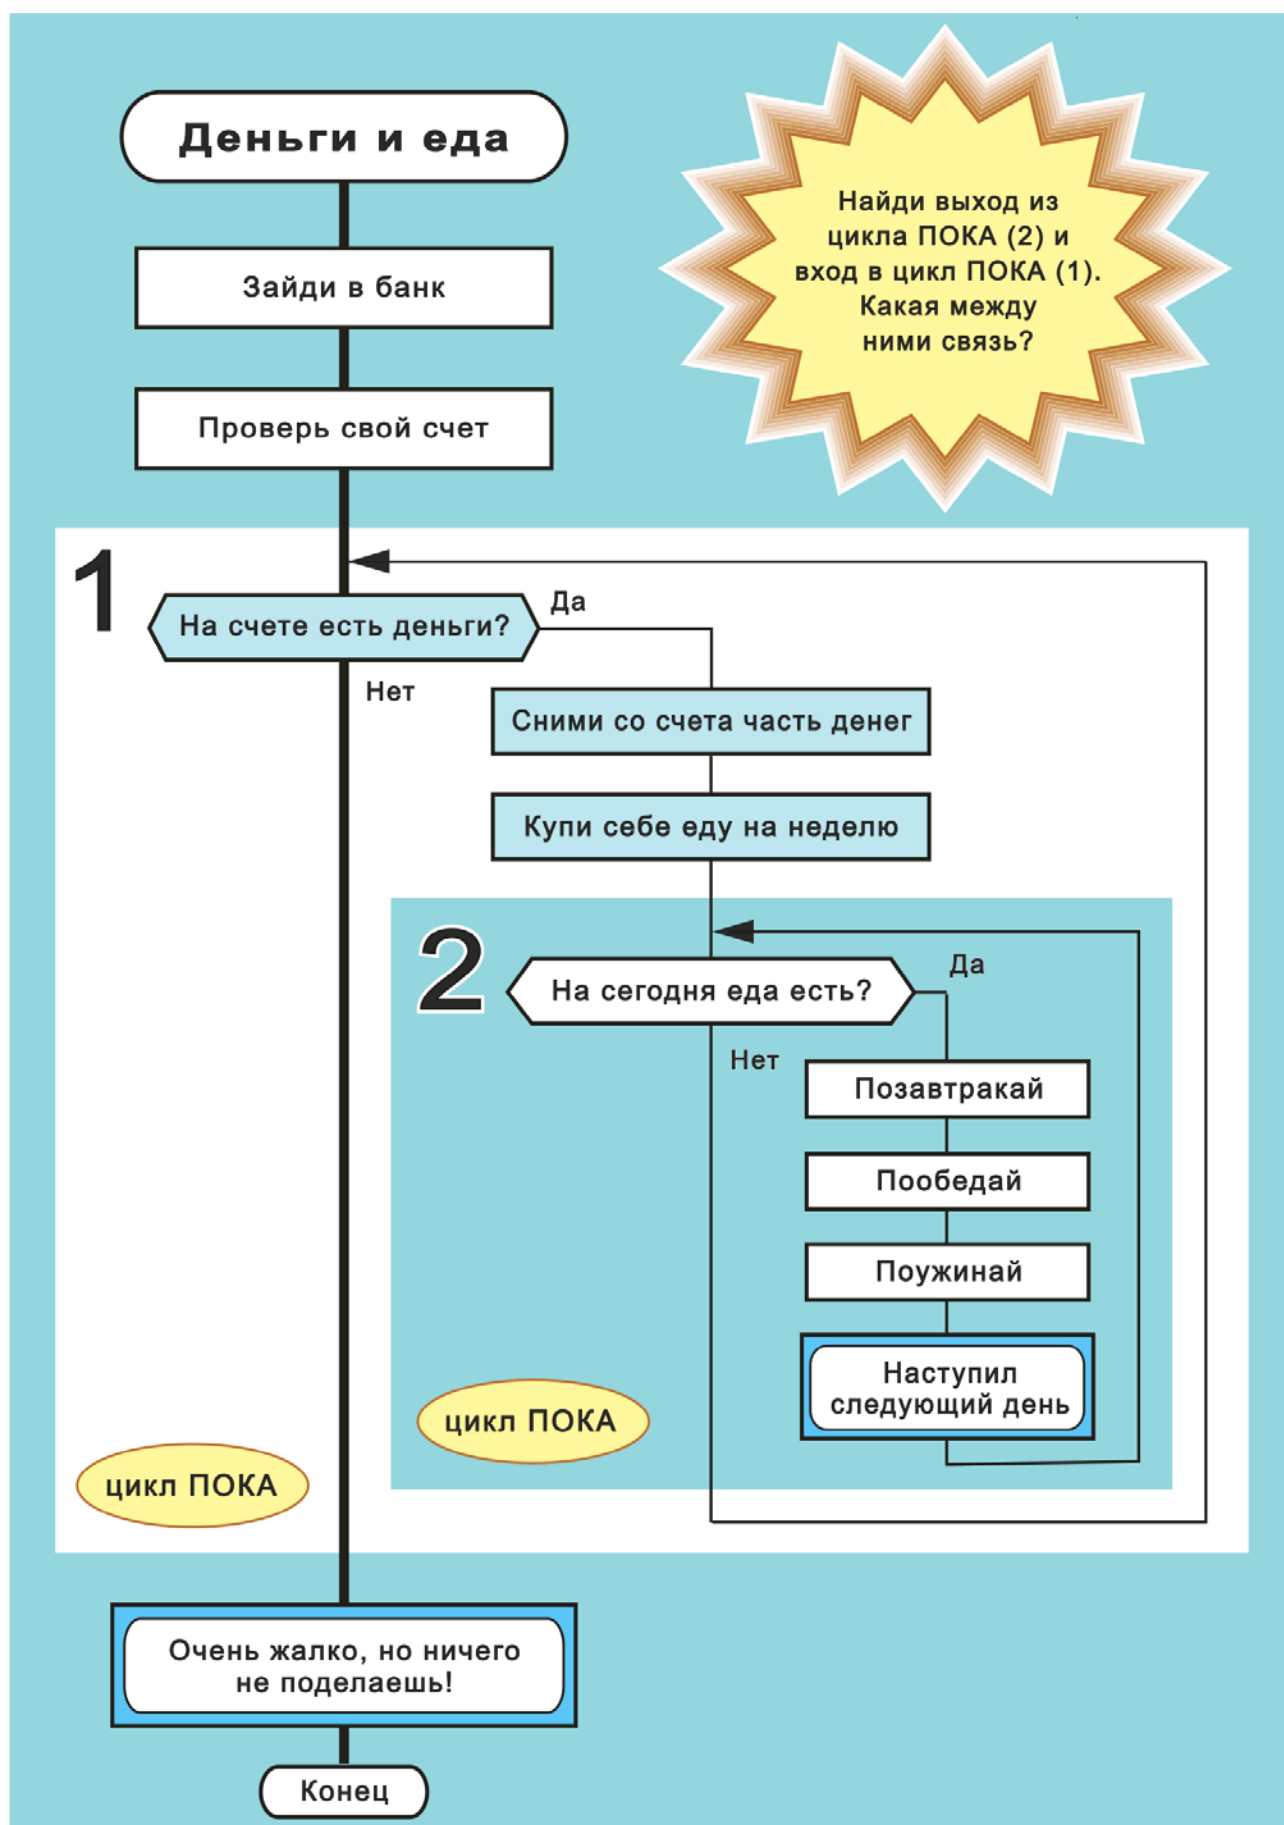 Деньги и еда
Найди выход из
цикла ПОКА (2) и
вход в цикл ПОКА (1).
Какая между
ними связь?
Зайди в банк
Проверь свой счет
1
На счете есть деньги?
Да
Нет
Сними со счета часть денег
Купи себе еду на неделю
2
На сегодня еда есть?
Да
Нет
Позавтракай
Пообедай
Поужинай
Наступил
следующий день
цикл ПОКА
цикл ПОКА
Очень жалко, но ничего
не поделаешь!
Конец